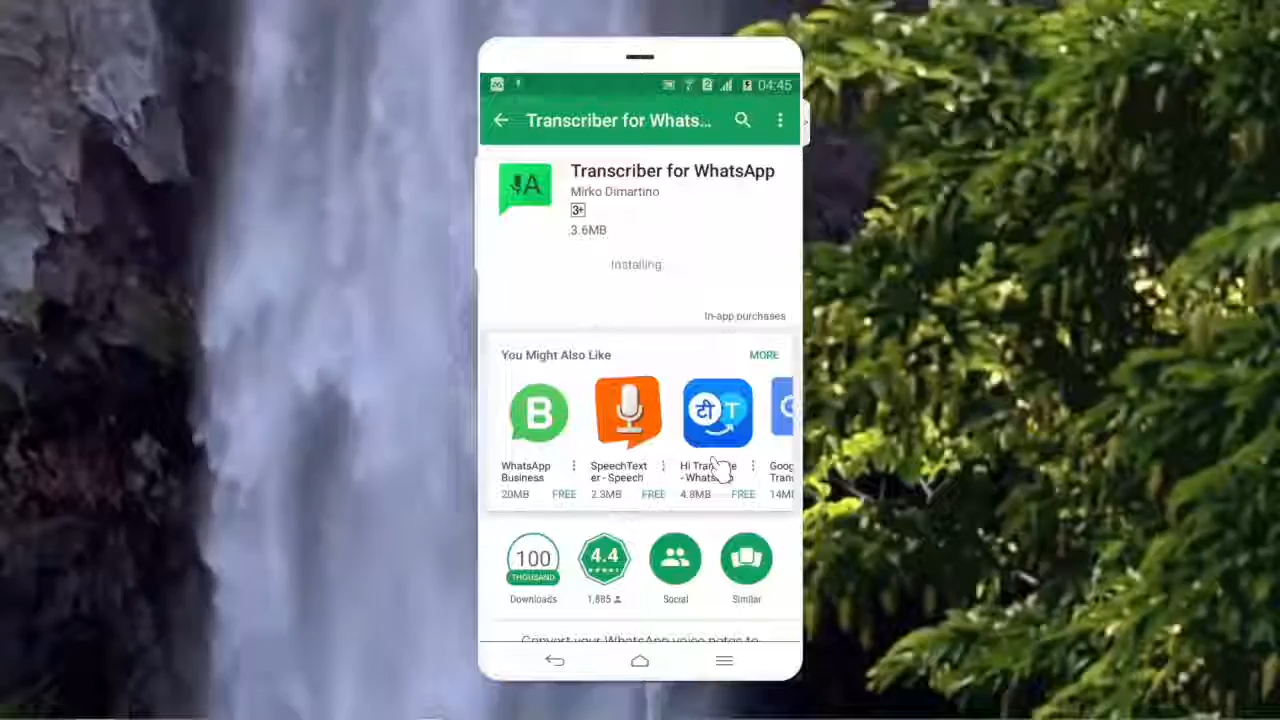 04:45
Transcriber for Whats...
A
Transcriber for WhatsApp
Mirko Dimartino
3+
3.6MB
Installing
In-app purchases
You Might Also Like
MORE
B
टी T
WhatsApp
Business
20MB FREE
SpeechText
er - Speech
2.3MB FREE
Hi
- Whats
4.8MB FREE
Goog
Tran
14M
100
THOUSAND
Downloads
4.4
1,885
Social
Similar
Convert your WhatsApp voice notes to